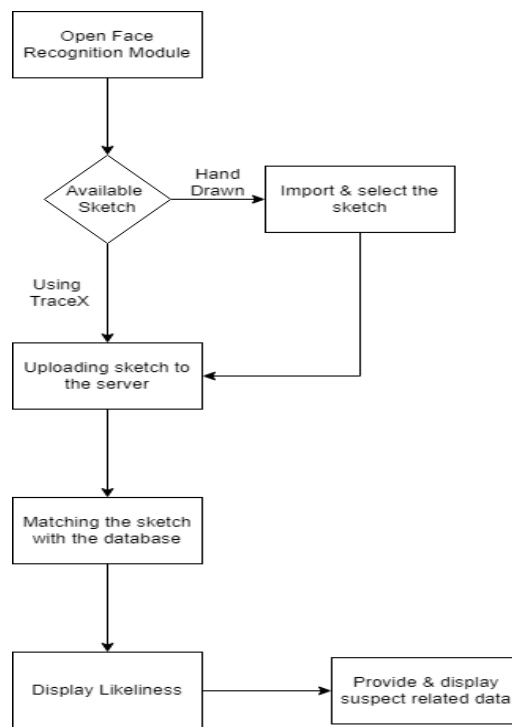 Open Face
Recognition Module
Available
Sketch
Hand
Drawn
Import & select the
sketch
Using
TraceX
Uploading sketch to
the server
Matching the sketch
with the database
Display Likeliness
Provide & display
suspect related data